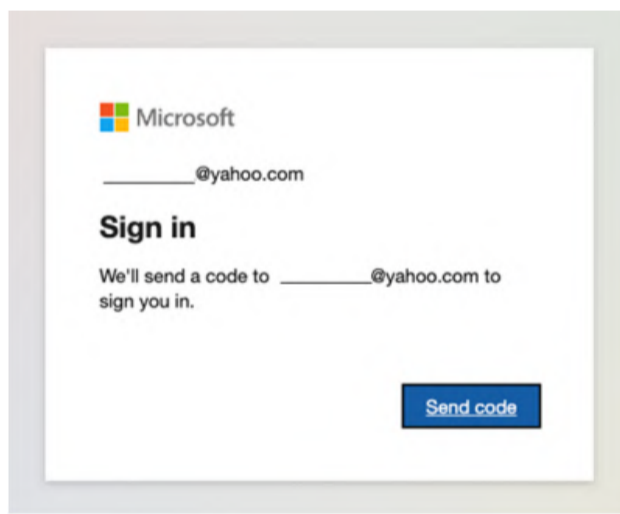 Microsoft
_________@yahoo.com
Sign in
We'll send a code to _________@yahoo.com to
sign you in.
Send code